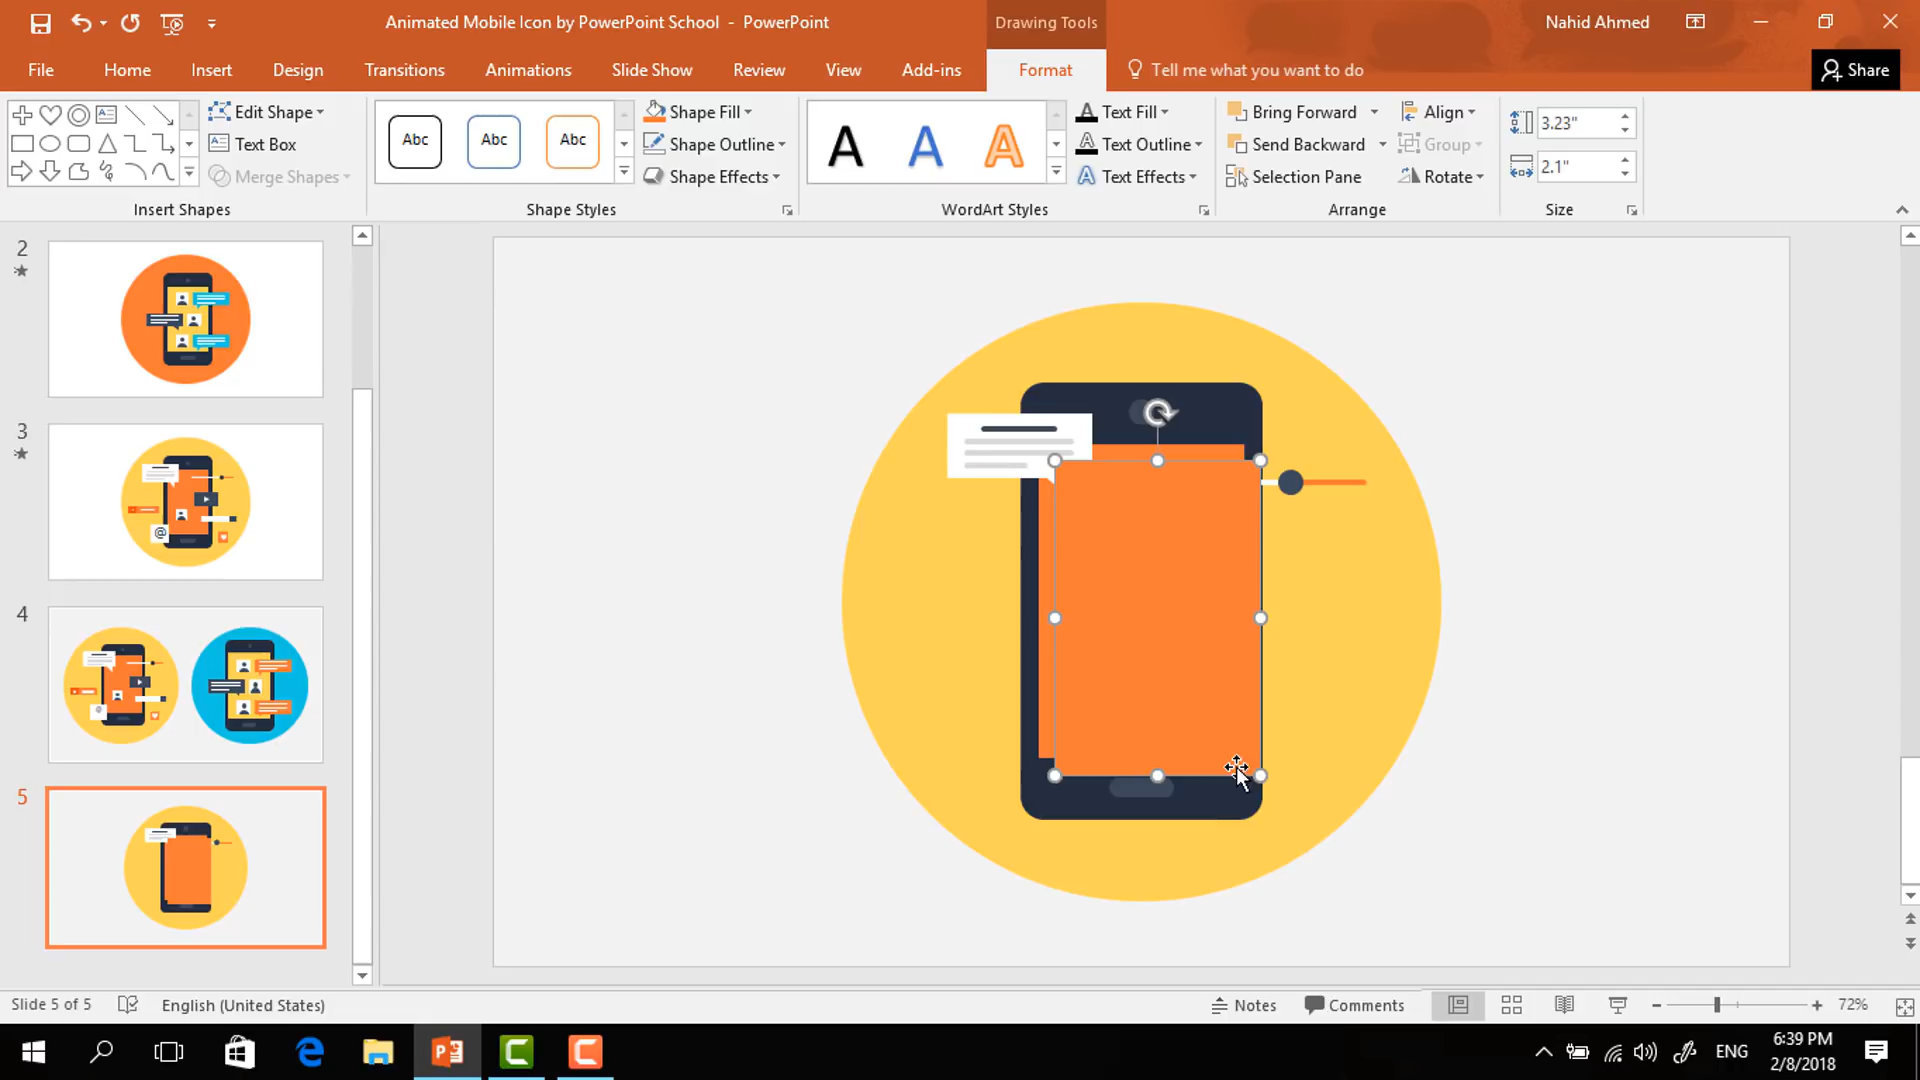 Animated Mobile Icon by PowerPoint School - PowerPoint
Drawing Tools
Nahid Ahmed
File Home Insert Design Transitions Animations Slide Show Review View Add-ins Format Tell me what you want to do Share
Edit Shape
Text Box
Merge Shapes
Insert Shapes
Abc Abc Abc
Shape Fill
Shape Outline
Shape Effects
Shape Styles
A A A
Text Fill
Text Outline
Text Effects
WordArt Styles
Bring Forward
Send Backward
Selection Pane
Align
Group
Rotate
Arrange
3.23"
2.1"
Size
2
3
@
4
5
Slide 5 of 5
English (United States)
Notes
Comments
72%
ENG
6:39 PM
2/8/2018